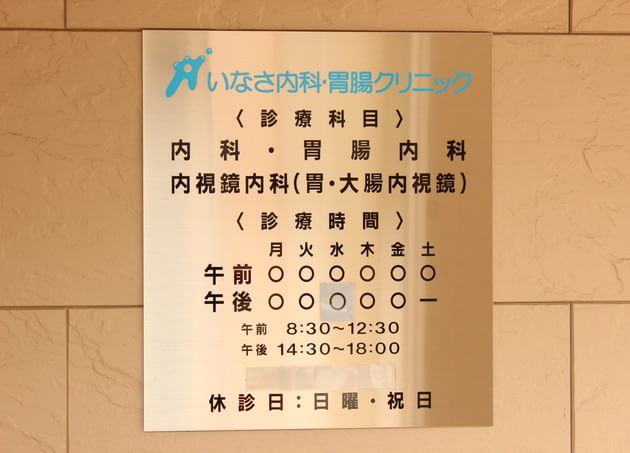 いなさ内科・胃腸クリニック
〈診療科目〉
内科・胃腸内科
内視鏡内科(胃・大腸内視鏡)
〈診療時間〉
月 火 水 木 金 土
午前 ○ ○ ○ ○ ○ ○
午後 ○ ○ ○ ○ ○ ー
午前 8:30～12:30
午後 14:30～18:00
休診日:日曜・祝日